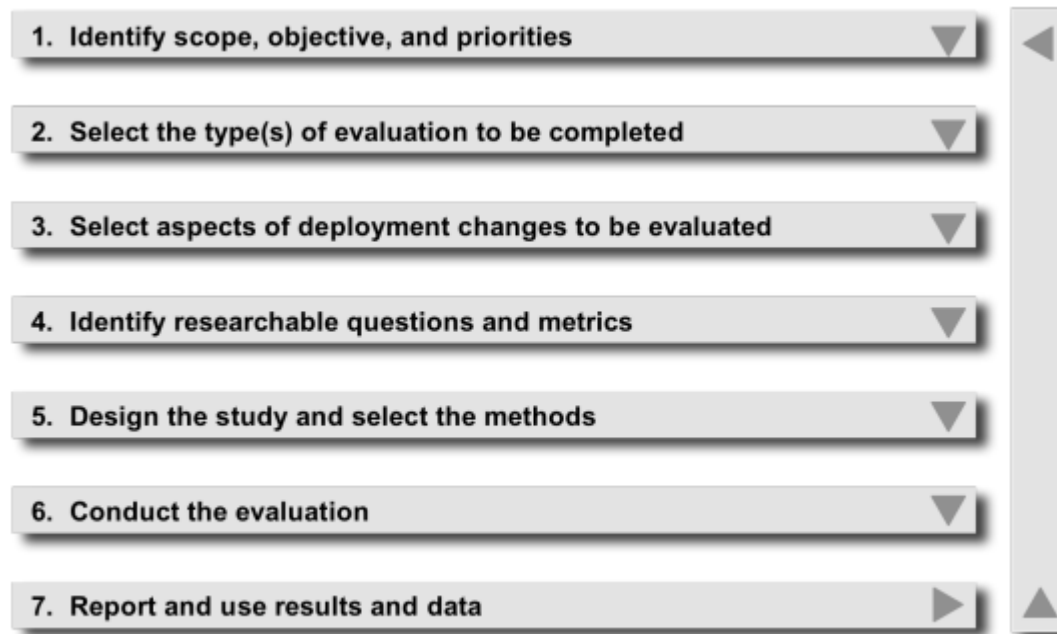 1. Identify scope, objective, and priorities
2. Select the type(s) of evaluation to be completed
3. Select aspects of deployment changes to be evaluated
4. Identify researchable questions and metrics
5. Design the study and select the methods
6. Conduct the evaluation
7. Report and use results and data